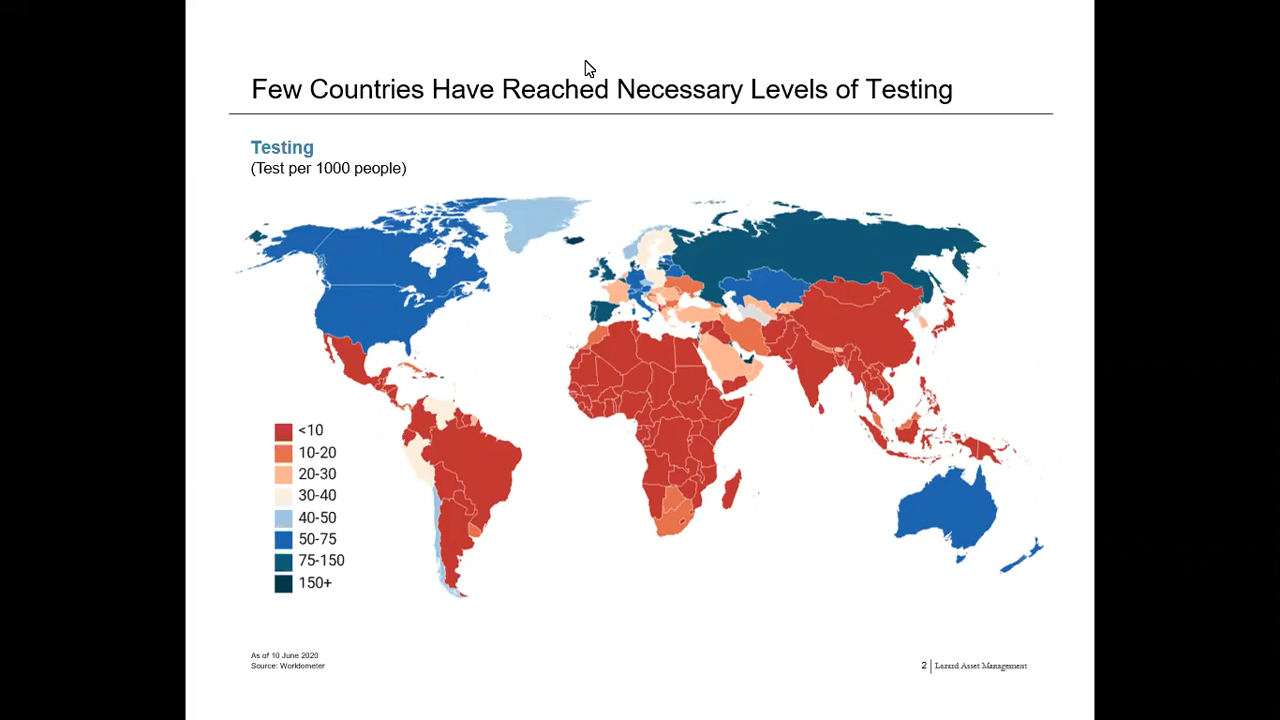 Few Countries Have Reached Necessary Levels of Testing
Testing
(Test per 1000 people)
<10
10-20
20-30
30-40
40-50
50-75
75-150
150+
As of 10 June 2020
Source: Worldometer
2 | Lazard Asset Management